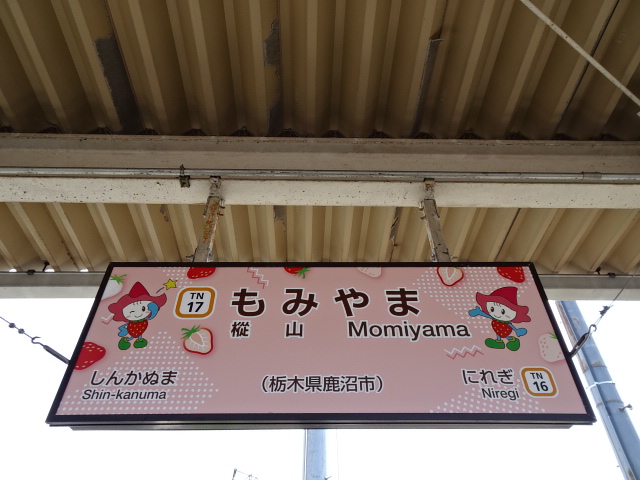 TN
17
もみやま
樅山 Momiyama
しんかぬま
Shin-kanuma
（栃木県鹿沼市）
にれぎ
Niregi
TN
16